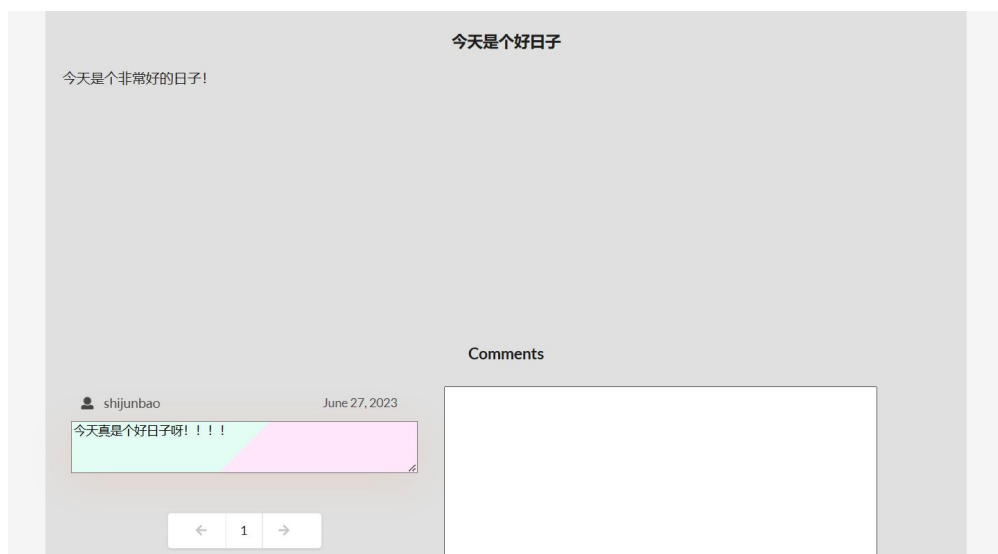 今天是个好日子
今天是个非常好的日子！
Comments
shijunbao
June 27, 2023
今天真是个好日子呀！！！！
1